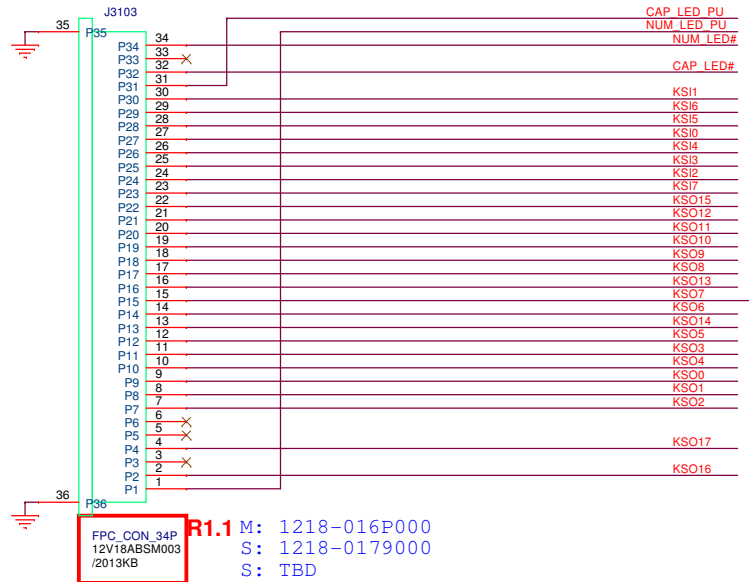 J3103
CAP_LED_PU
NUM_LED_PU
35 P35
P34 34 NUM_LED#
P33 33
P32 32 CAP_LED#
P31 31
P30 30 KSI1
P29 29 KSI6
P28 28 KSI5
P27 27 KSI0
P26 26 KSI4
P25 25 KSI3
P24 24 KSI2
P23 23 KSI7
P22 22 KSO15
P21 21 KSO12
P20 20 KSO11
P19 19 KSO10
P18 18 KSO9
P17 17 KSO8
P16 16 KSO13
P15 15 KSO7
P14 14 KSO6
P13 13 KSO14
P12 12 KSO5
P11 11 KSO3
P10 10 KSO4
P9 9 KSO0
P8 8 KSO1
P7 7 KSO2
P6 6
P5 5
P4 4 KSO17
P3 3
P2 2 KSO16
P1 1
36 P36
FPC_CON_34P
12V18ABSM003
/2013KB
R1.1 M: 1218-016P000
S: 1218-0179000
S: TBD